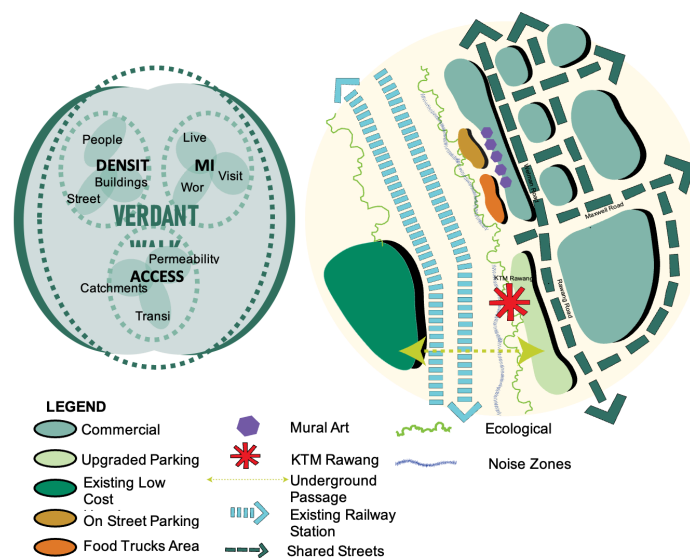 People
DENSIT
Buildings
Street
Live
MI
Wor
Visit
VERDANT
WALK
Permeability
ACCESS
Catchments
Transi
Maxwell Road
KTM Rawang
Rawang Road
LEGEND
Commercial
Upgraded Parking
Existing Low
Cost
On Street Parking
Food Trucks Area
Mural Art
KTM Rawang
Underground
Passage
Existing Railway
Station
Shared Streets
Ecological
Noise Zones